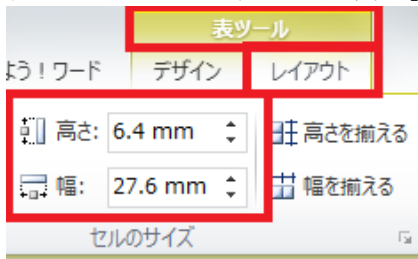 表ツール
よう！ワード デザイン レイアウト
高さ: 6.4 mm 高さを揃える
幅: 27.6 mm 幅を揃える
セルのサイズ